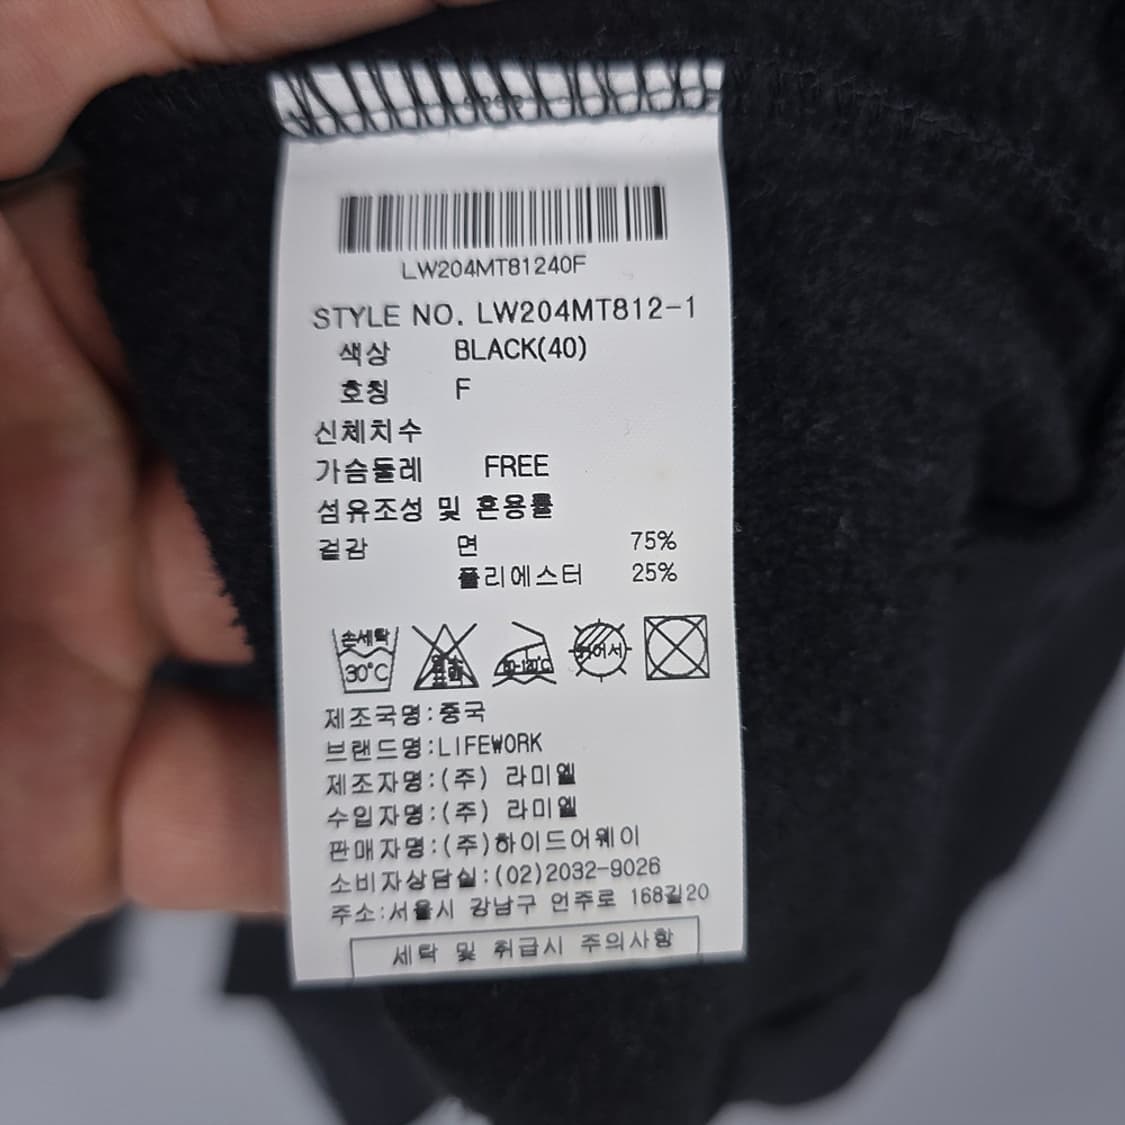 LW204MT81240F
STYLE NO. LW204MT812-1
색상 BLACK(40)
호칭 F
신체치수
가슴둘레 FREE
섬유조성 및 혼용률
겉감 면 75%
폴리에스터 25%
손세탁
30℃
제조국명:중국
브랜드명:LIFEWORK
제조자명:(주) 라미엘
수입자명:(주) 라미엘
판매자명:(주)하이드어웨이
소비자상담실:(02)2032-9026
주소:서울시 강남구 언주로 168길20
세탁 및 취급시 주의사항